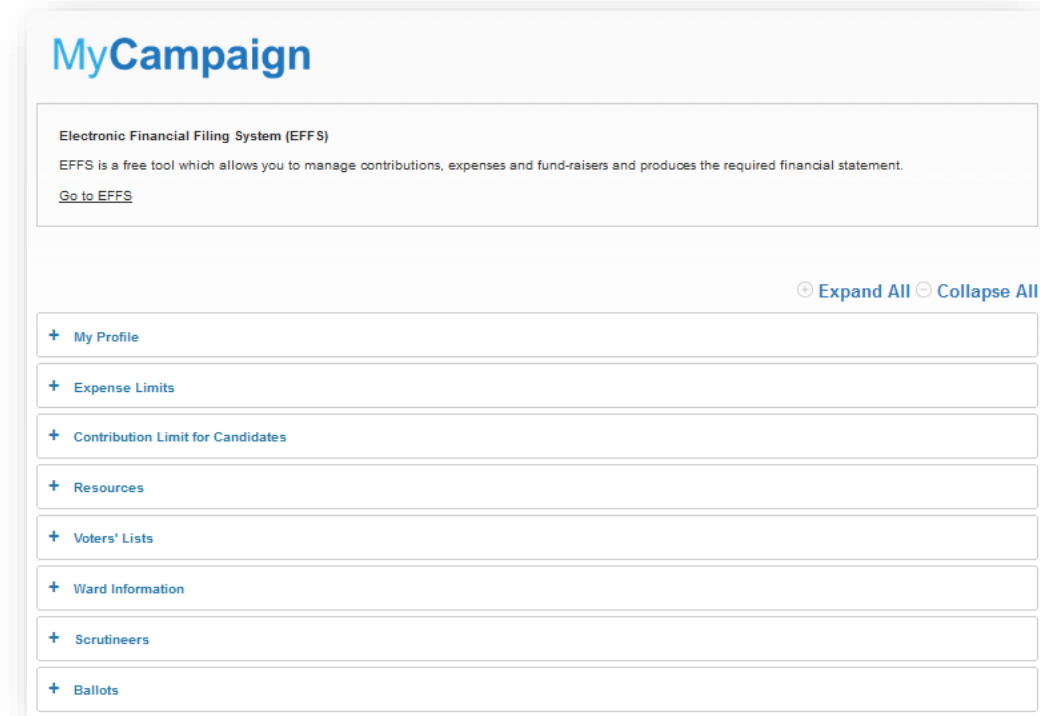 MyCampaign
Electronic Financial Filing System (EFFS)
EFFS is a free tool which allows you to manage contributions, expenses and fund-raisers and produces the required financial statement.
Go to EFFS
Expand All Collapse All
+ My Profile
+ Expense Limits
+ Contribution Limit for Candidates
+ Resources
+ Voters' Lists
+ Ward Information
+ Scrutineers
+ Ballots